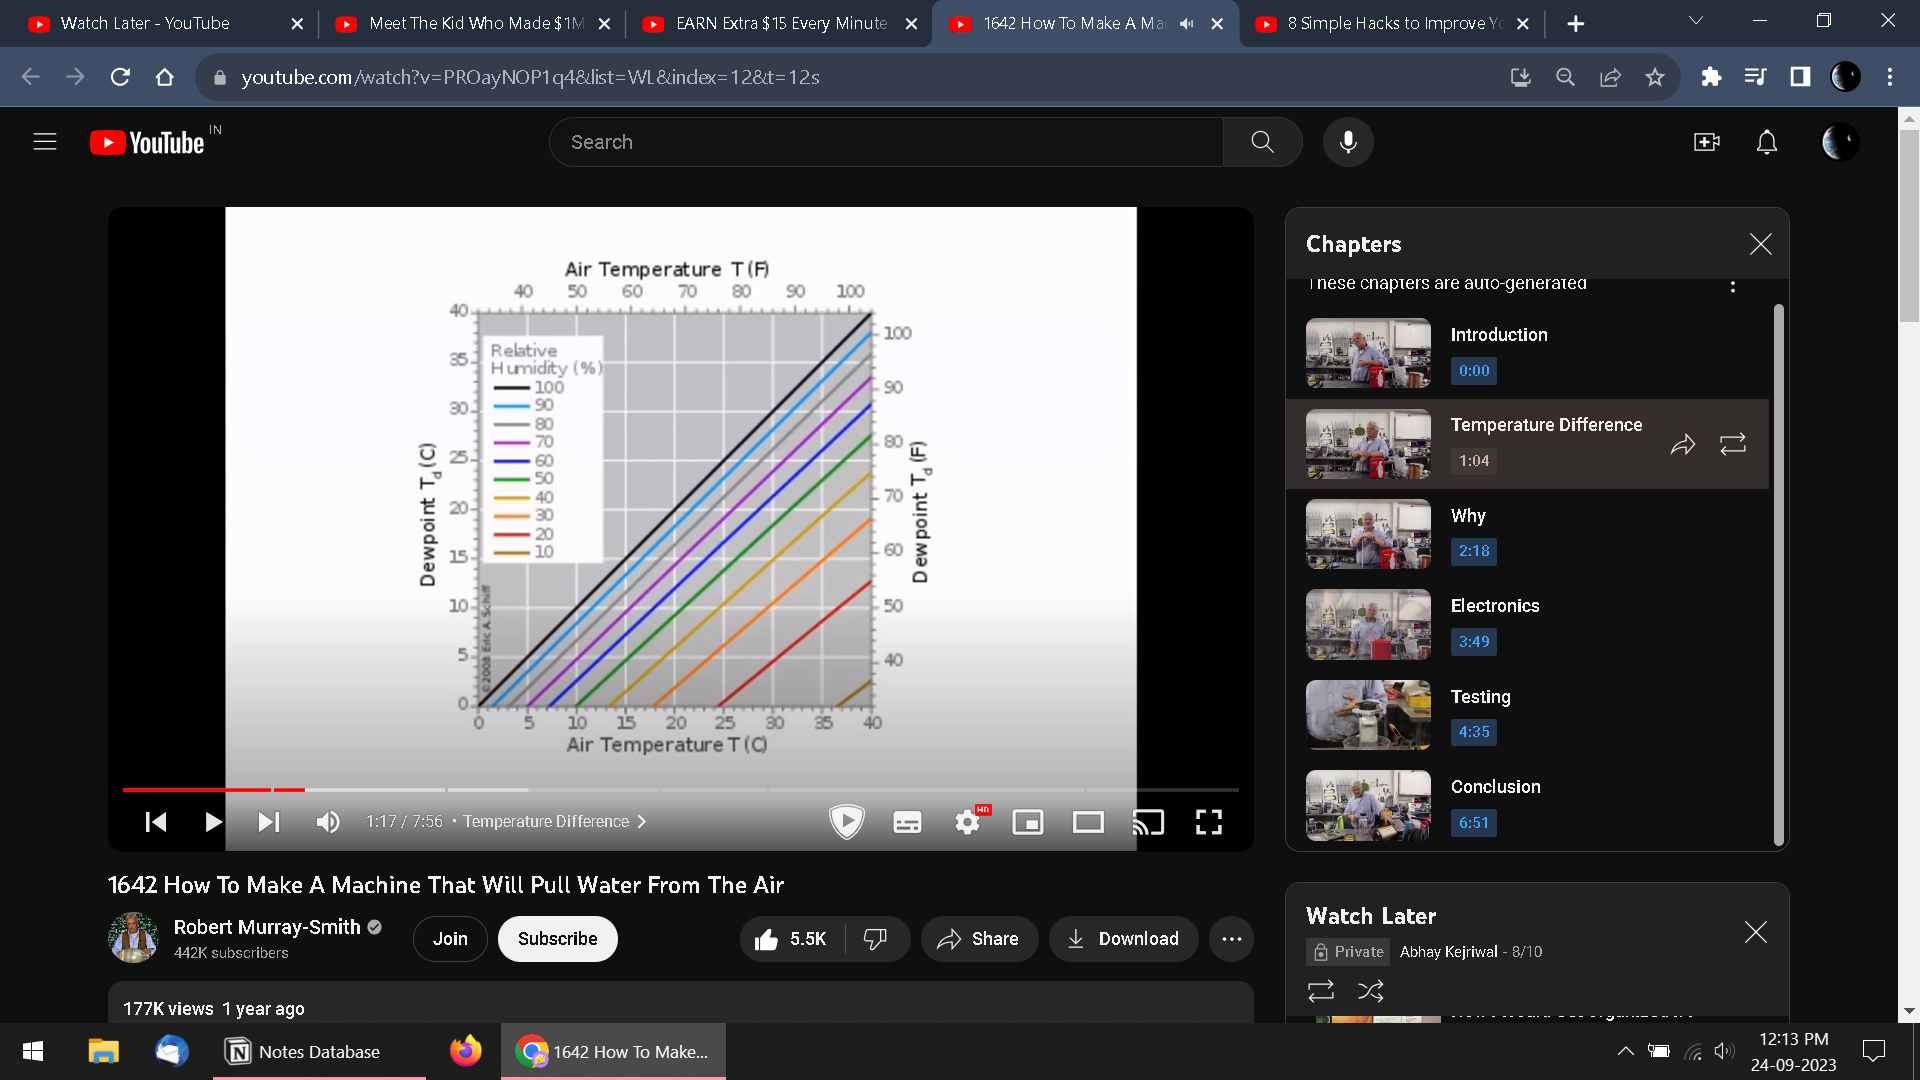 Watch Later - YouTube
Meet The Kid Who Made $1M
EARN Extra $15 Every Minute
1642 How To Make A Ma
8 Simple Hacks to Improve Yo
youtube.com/watch?v=PROayNOP1q4&list=WL&index=12&t=12s
YouTube IN
Search
Air Temperature T (F)
40 50 60 70 80 90 100
Relative
Humidity (%)
100
90
80
70
60
50
40
30
20
10
40
35
30
25
20
15
10
5
0
Dewpoint Td (C)
©2008 Eric A. Schiff
100
90
80
70
60
50
40
Dewpoint Td (F)
0 5 10 15 20 25 30 35 40
Air Temperature T (C)
1:17 / 7:56 • Temperature Difference
HD
1642 How To Make A Machine That Will Pull Water From The Air
Robert Murray-Smith
442K subscribers
Join
Subscribe
5.5K
Share
Download
177K views 1 year ago
Chapters
These chapters are auto-generated
Introduction
0:00
Temperature Difference
1:04
Why
2:18
Electronics
3:49
Testing
4:35
Conclusion
6:51
Watch Later
Private Abhay Kejriwal - 8/10
Notes Database
1642 How To Make...
12:13 PM
24-09-2023